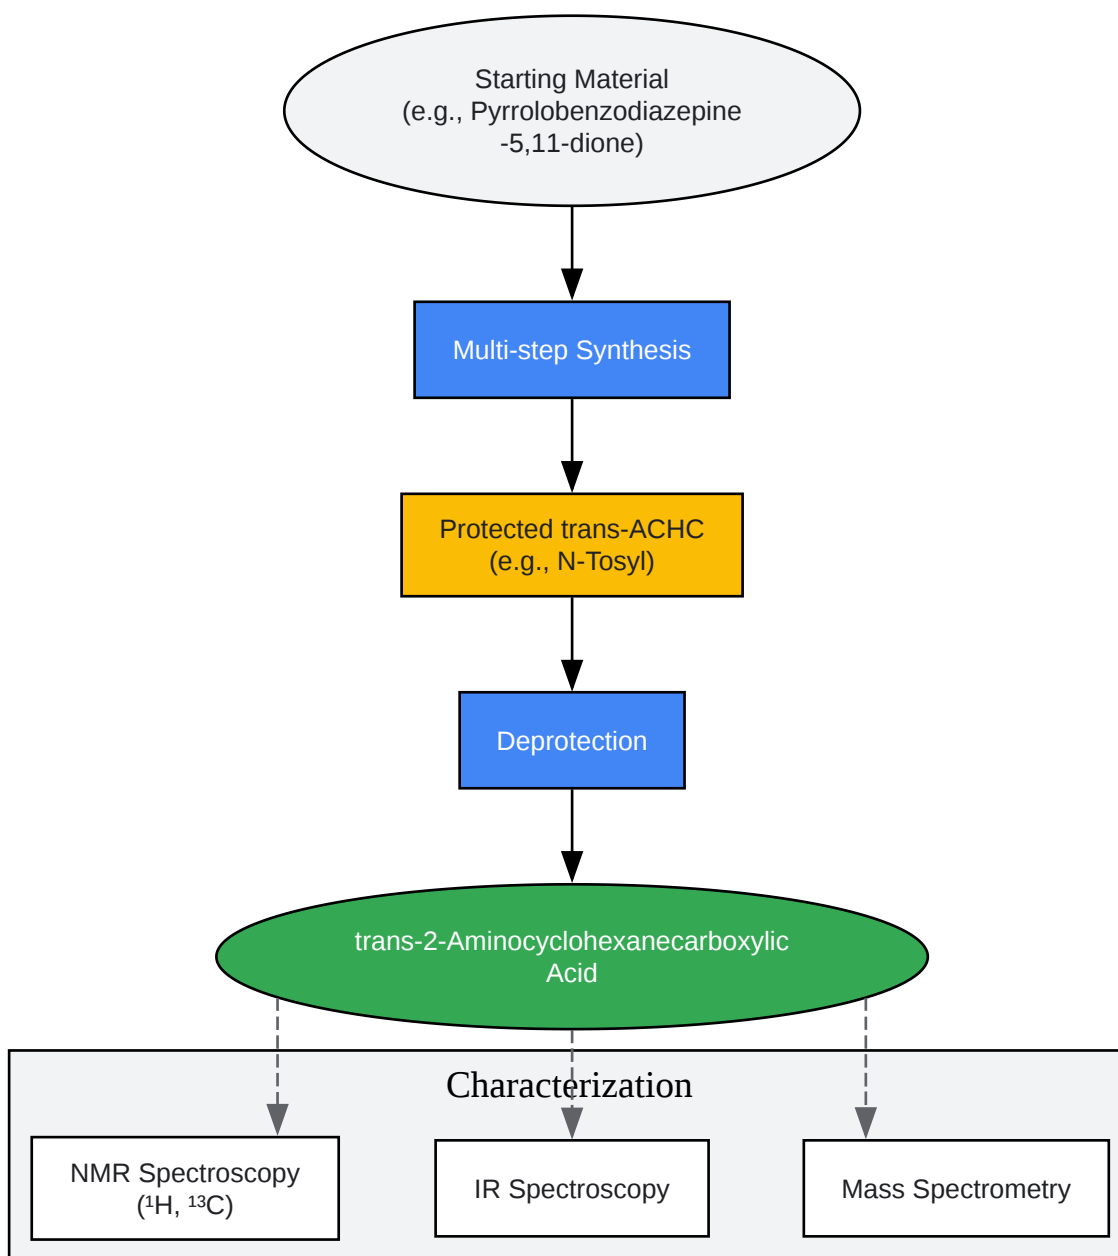 Starting Material
(e.g., Pyrrolobenzodiazepine
-5,11-dione)
Multi-step Synthesis
Protected trans-ACHC
(e.g., N-Tosyl)
Deprotection
trans-2-Aminocyclohexanecarboxylic
Acid
Characterization
NMR Spectroscopy
(¹H, ¹³C)
IR Spectroscopy
Mass Spectrometry